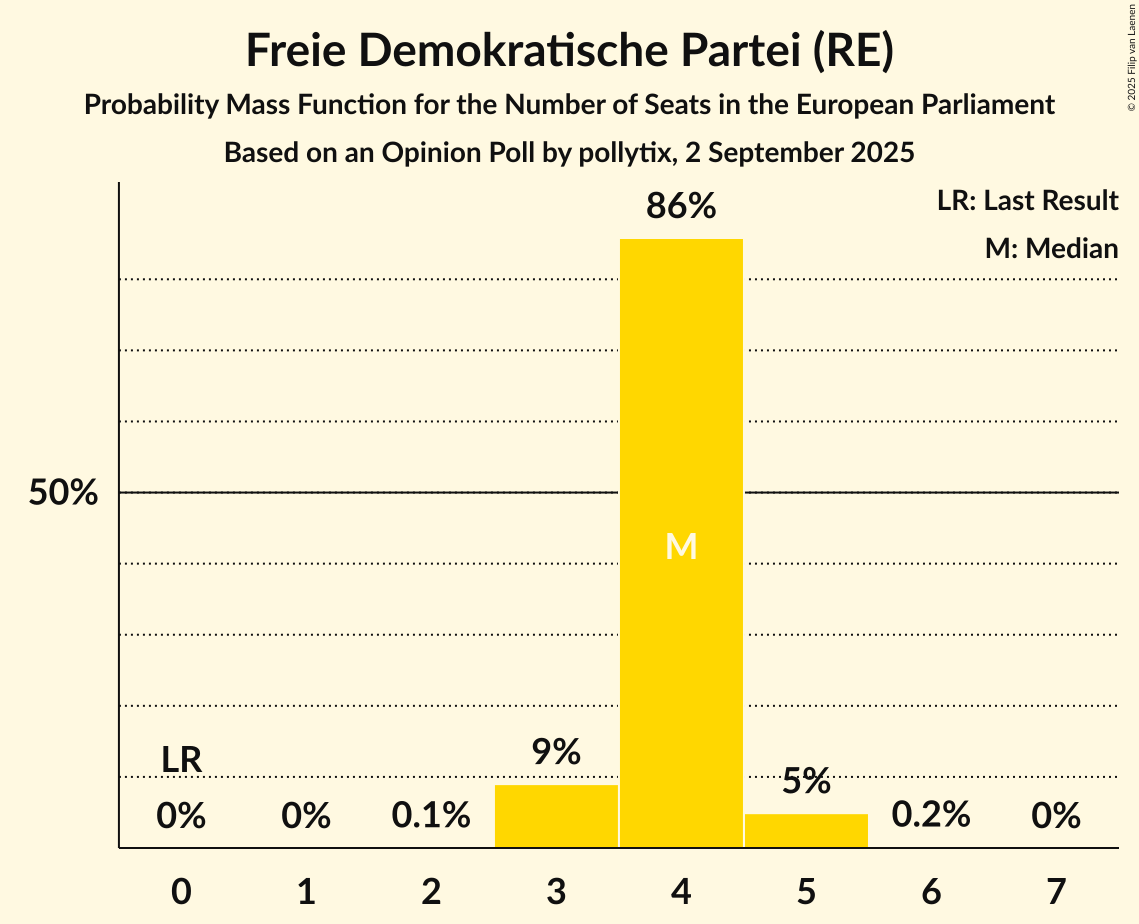 Freie Demokratische Partei (RE)
Probability Mass Function for the Number of Seats in the European Parliament
Based on an Opinion Poll by pollytix, 2 September 2025
© 2025 Filip van Laenen
LR: Last Result
M: Median
86%
50%
M
LR
9%
5%
0%
0%
0.1%
0.2%
0%
0
1
2
3
4
5
6
7